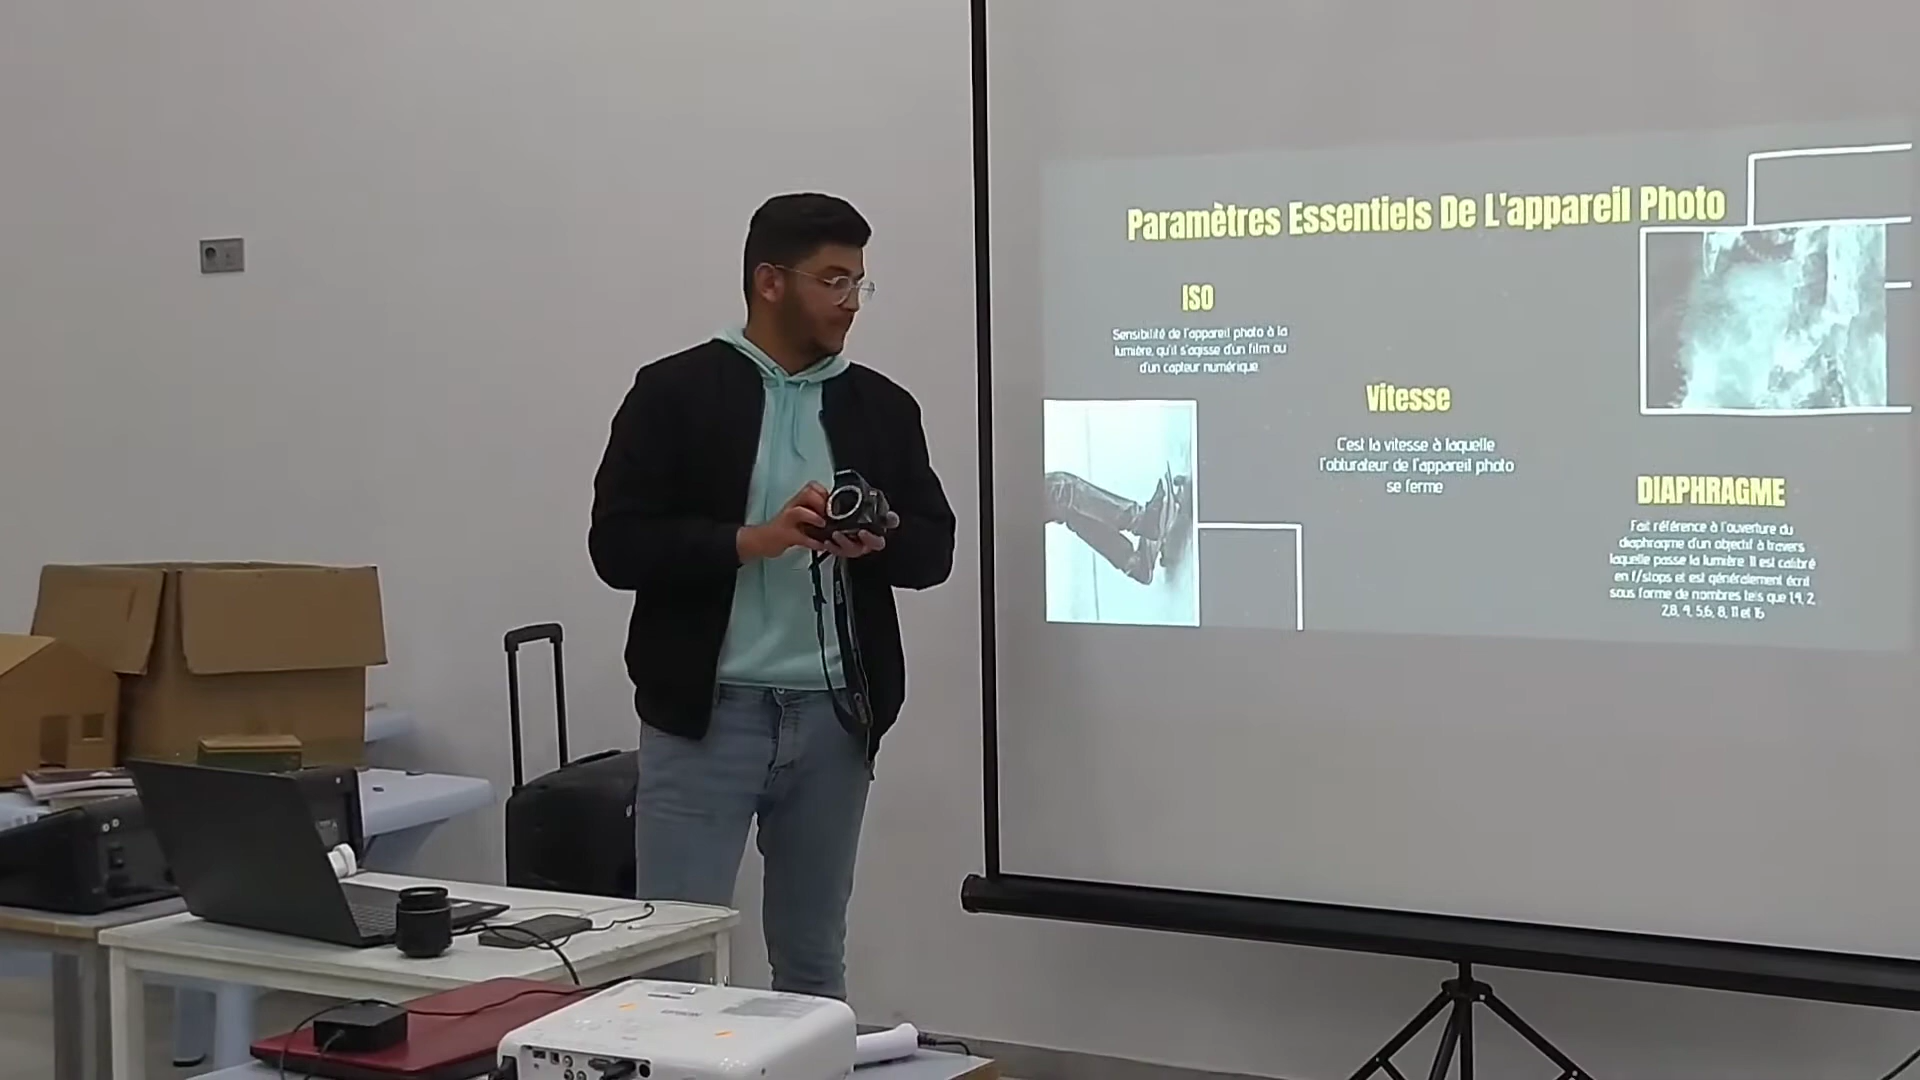 Paramètres Essentiels De L'appareil Photo
ISO
Sensibilité de l'appareil photo à la
lumière, qu'il s'agisse d'un film ou
d'un capteur numérique
Vitesse
C'est la vitesse à laquelle
l'obturateur de l'appareil photo
se ferme
DIAPHRAGME
Fait référence à l'ouverture du
diaphragme d'un objectif à travers
laquelle passe la lumière. Il est calibré
en f/stops et est généralement écrit
sous forme de nombres tels que 1,4, 2,
2,8, 4, 5,6, 8, 11 et 16
EPSON